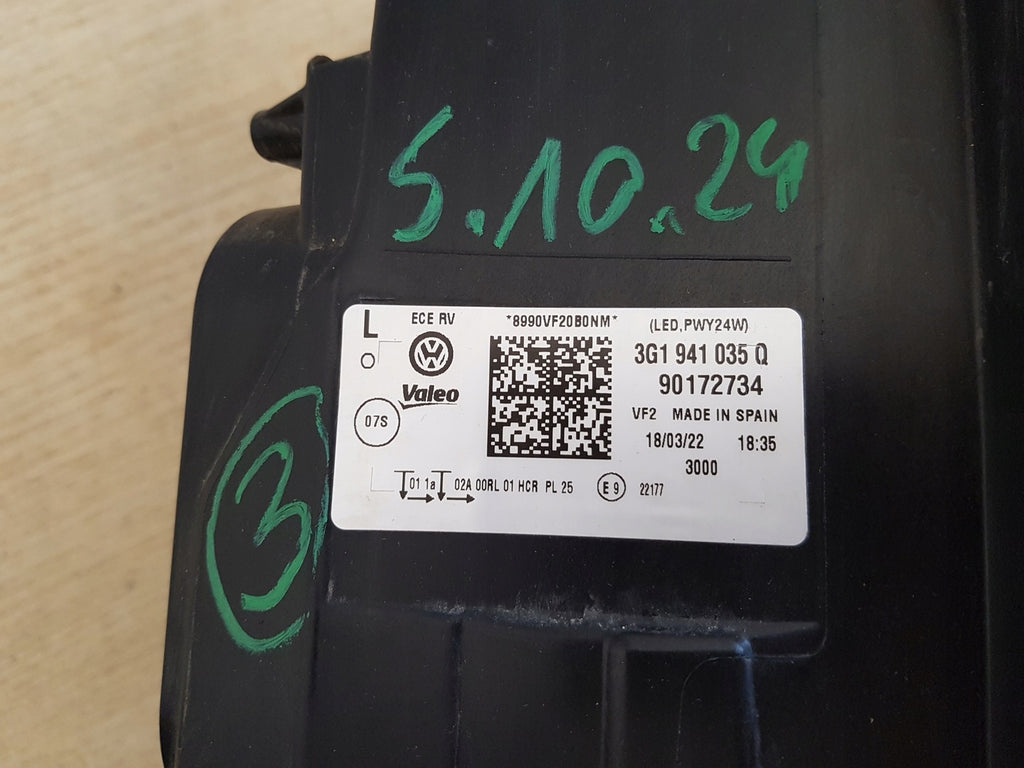 5.10.24
L ECE RV *8990VF20B0NM* (LED,PWY24W)
3G1 941 035 Q
Valeo
90172734
07S
VF2 MADE IN SPAIN
18/03/22 18:35
3000
01 1a 02A 00RL 01 HCR PL 25 E9 22177
3